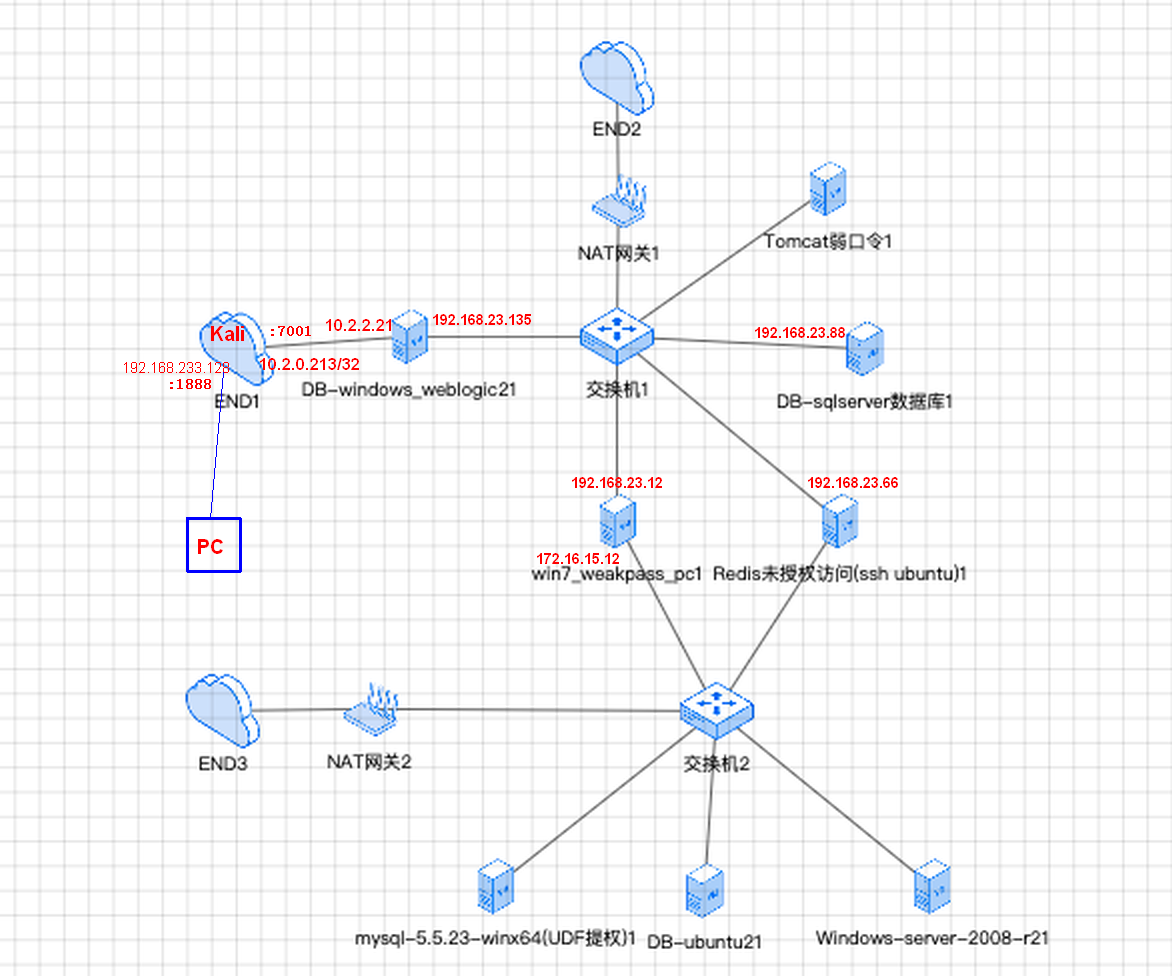 END2
NAT网关1
Tomcat弱口令1
Kali
:7001
10.2.2.21
192.168.23.135
192.168.23.88
192.168.233.128
10.2.0.213/32
:1888
END1
DB-windows_weblogic21
交换机1
DB-sqlserver数据库1
192.168.23.12
192.168.23.66
PC
172.16.15.12
win7_weakpass_pc1
Redis未授权访问(ssh ubuntu)1
END3
NAT网关2
交换机2
mysql-5.5.23-winx64(UDF提权)1
DB-ubuntu21
Windows-server-2008-r21